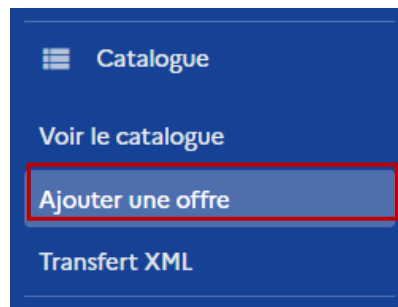 Catalogue
Voir le catalogue
Ajouter une offre
Transfert XML